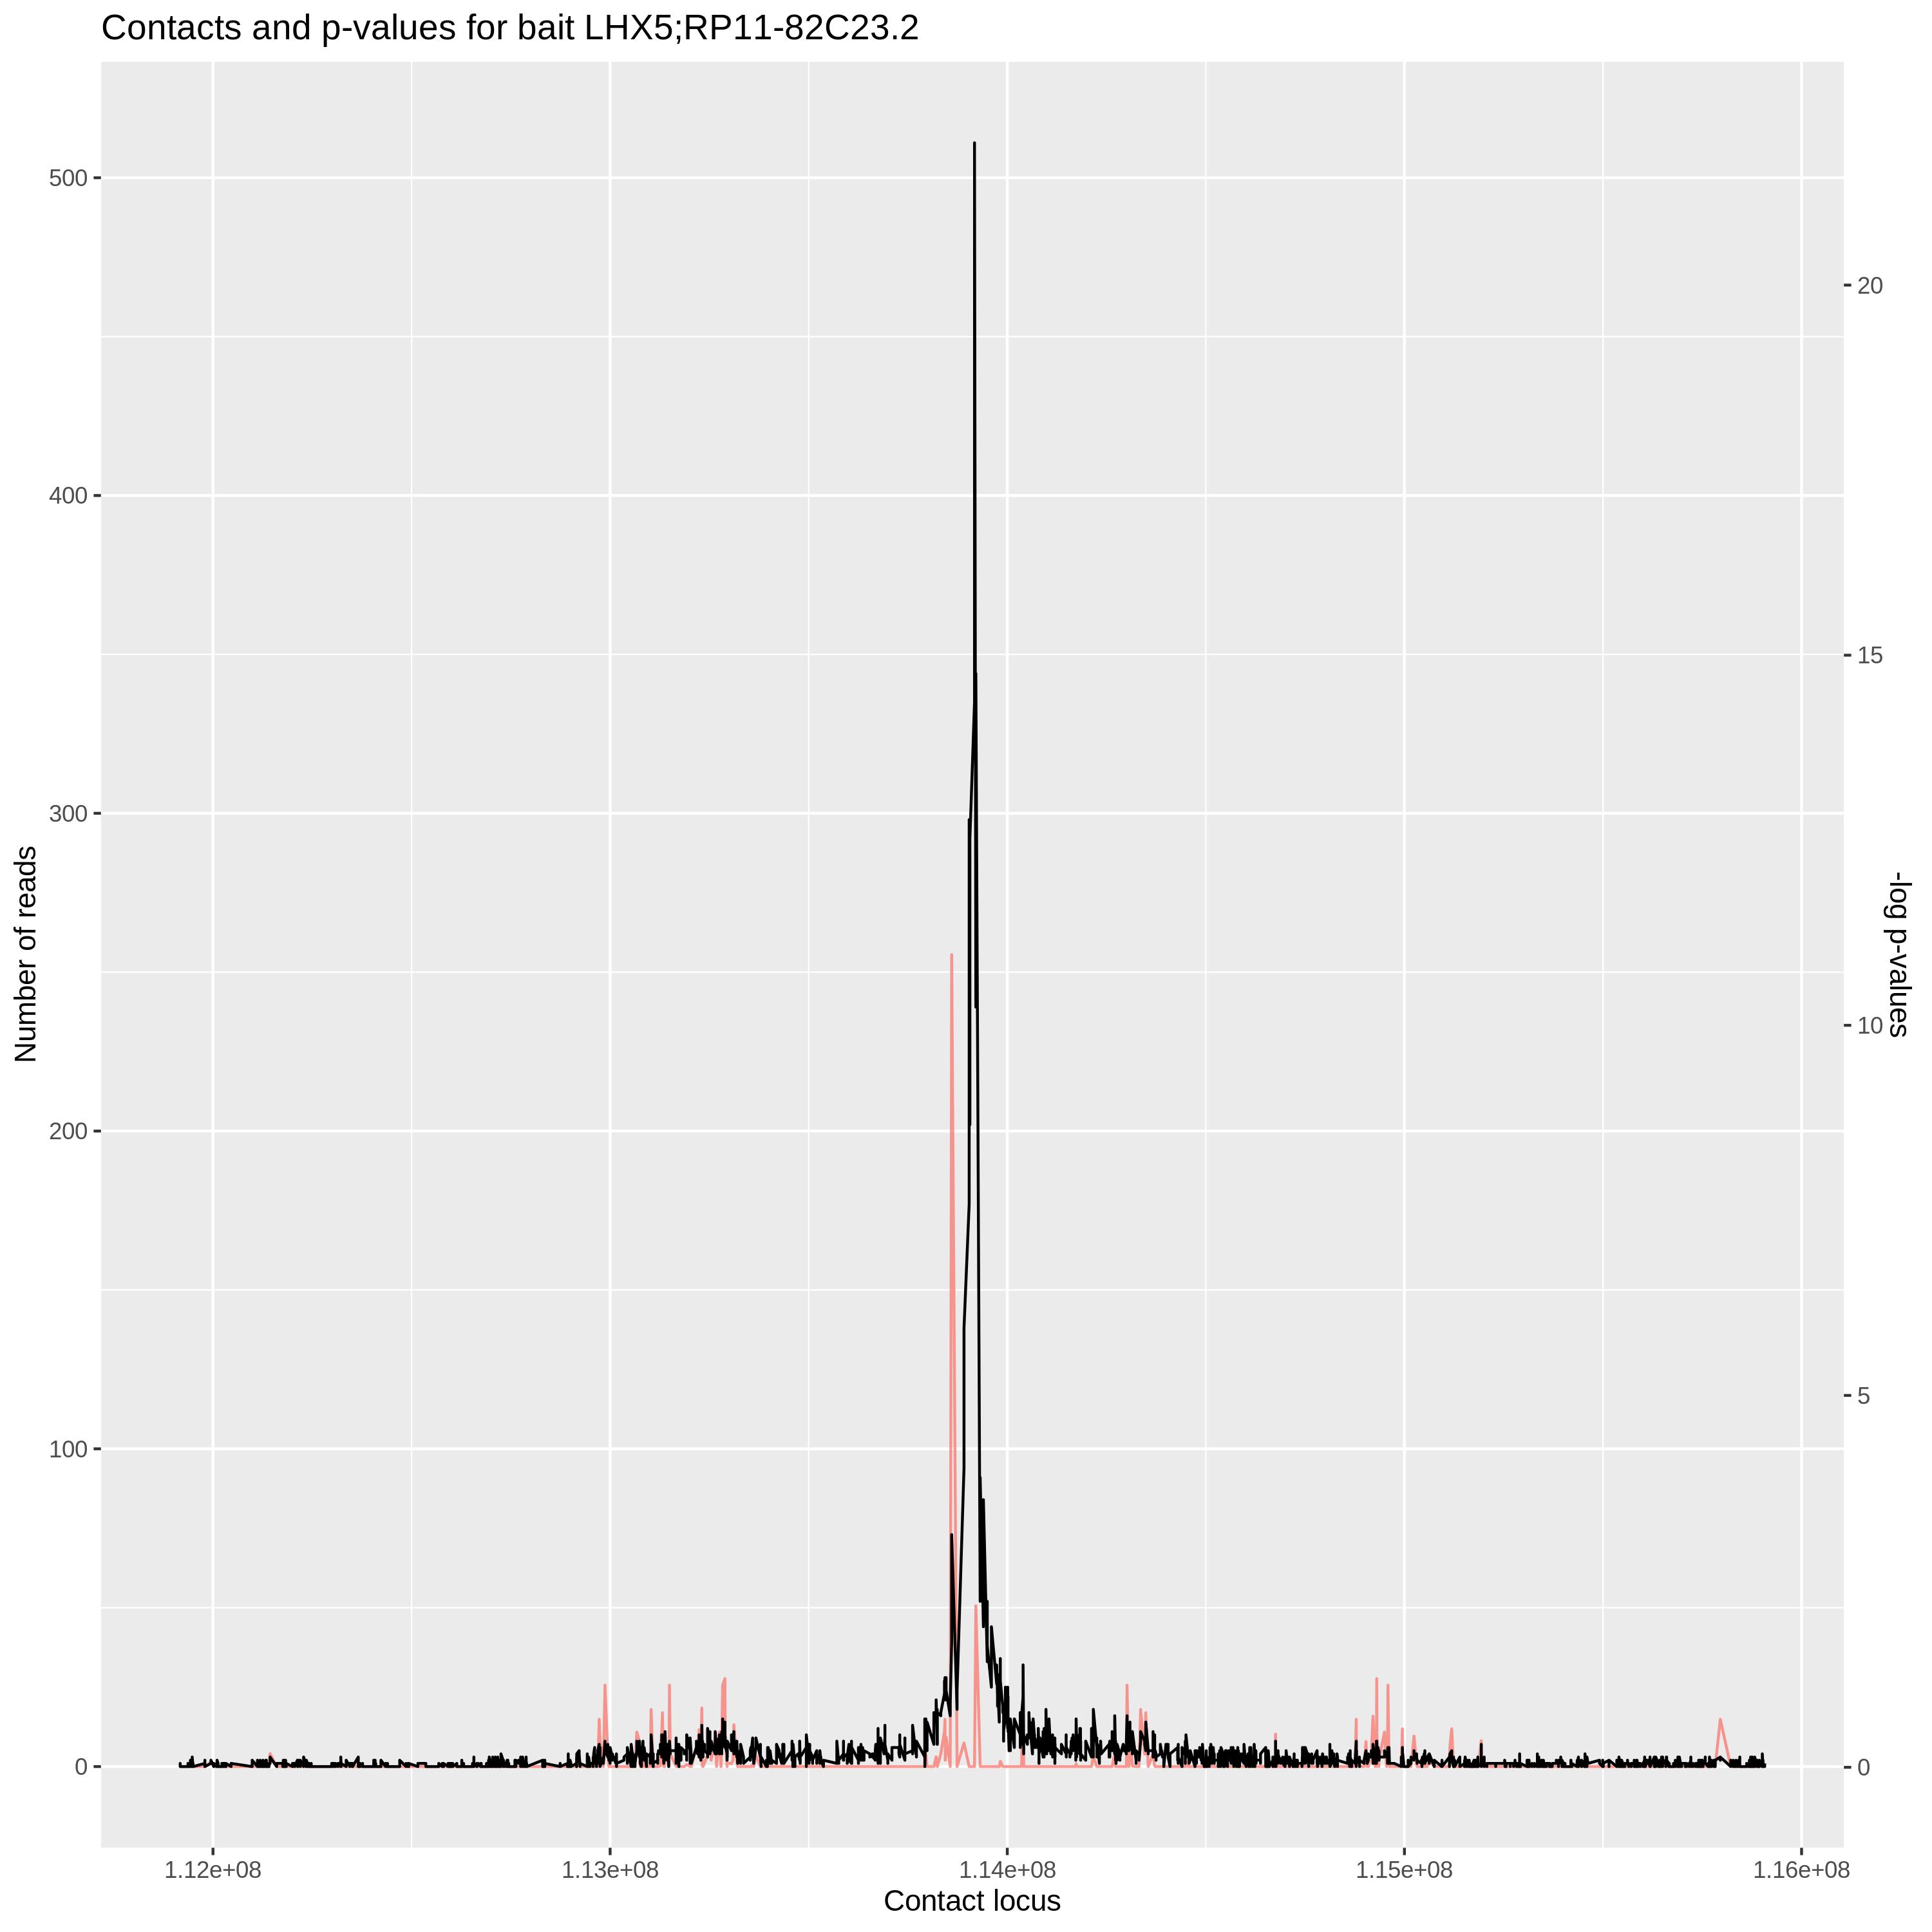 Contacts and p-values for bait LHX5;RP11-82C23.2
500
400
300
200
100
0
Number of reads
20
15
10
5
0
-log p-values
1.12e+08
1.13e+08
1.14e+08
1.15e+08
1.16e+08
Contact locus